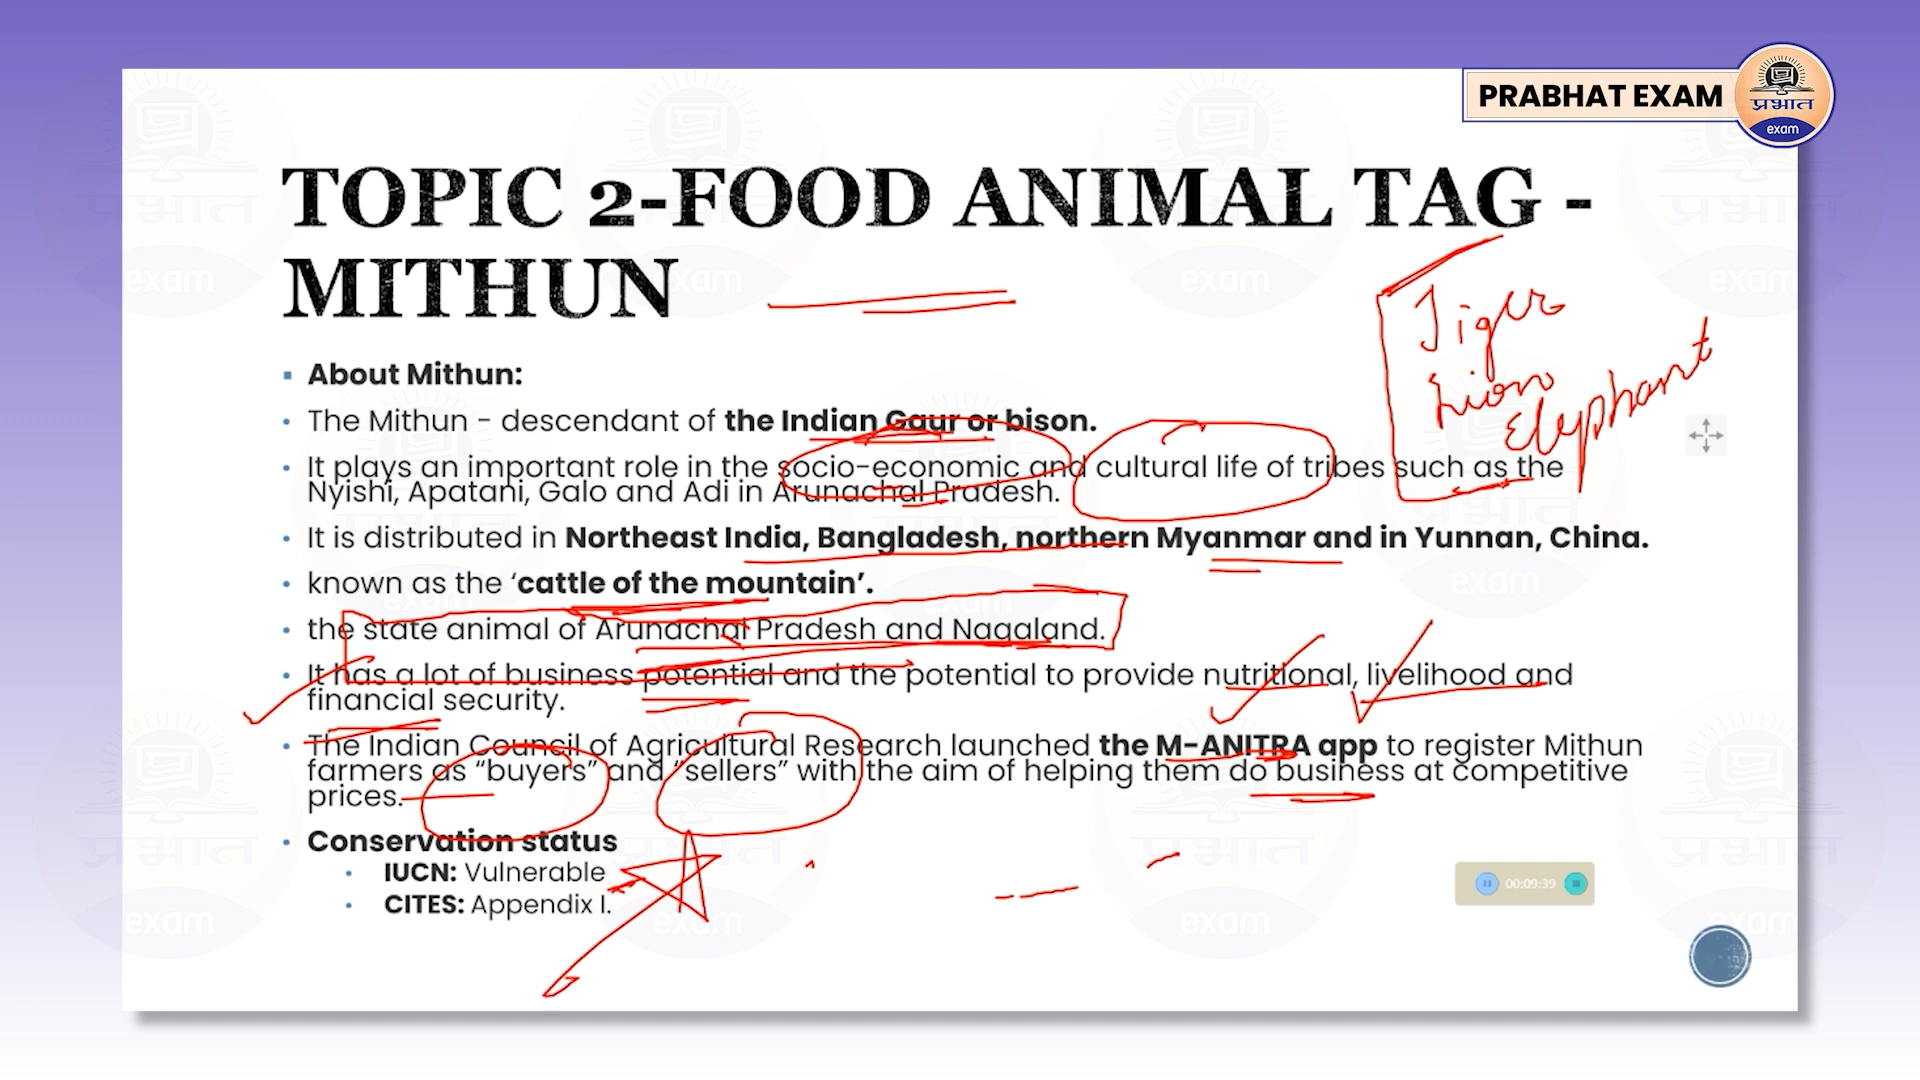 PRABHAT EXAM
प्रभात
exam
TOPIC 2-FOOD ANIMAL TAG -
MITHUN
Tiger
Lion
Elephant
About Mithun:
The Mithun - descendant of the Indian Gaur or bison.
It plays an important role in the socio-economic and cultural life of tribes such as the
Nyishi, Apatani, Galo and Adi in Arunachal Pradesh.
It is distributed in Northeast India, Bangladesh, northern Myanmar and in Yunnan, China.
known as the ‘cattle of the mountain’.
the state animal of Arunachal Pradesh and Nagaland.
It has a lot of business potential and the potential to provide nutritional, livelihood and
financial security.
The Indian Council of Agricultural Research launched the M-ANITRA app to register Mithun
farmers as “buyers” and “sellers” with the aim of helping them do business at competitive
prices.
Conservation status
IUCN: Vulnerable
CITES: Appendix I.
00:09:39